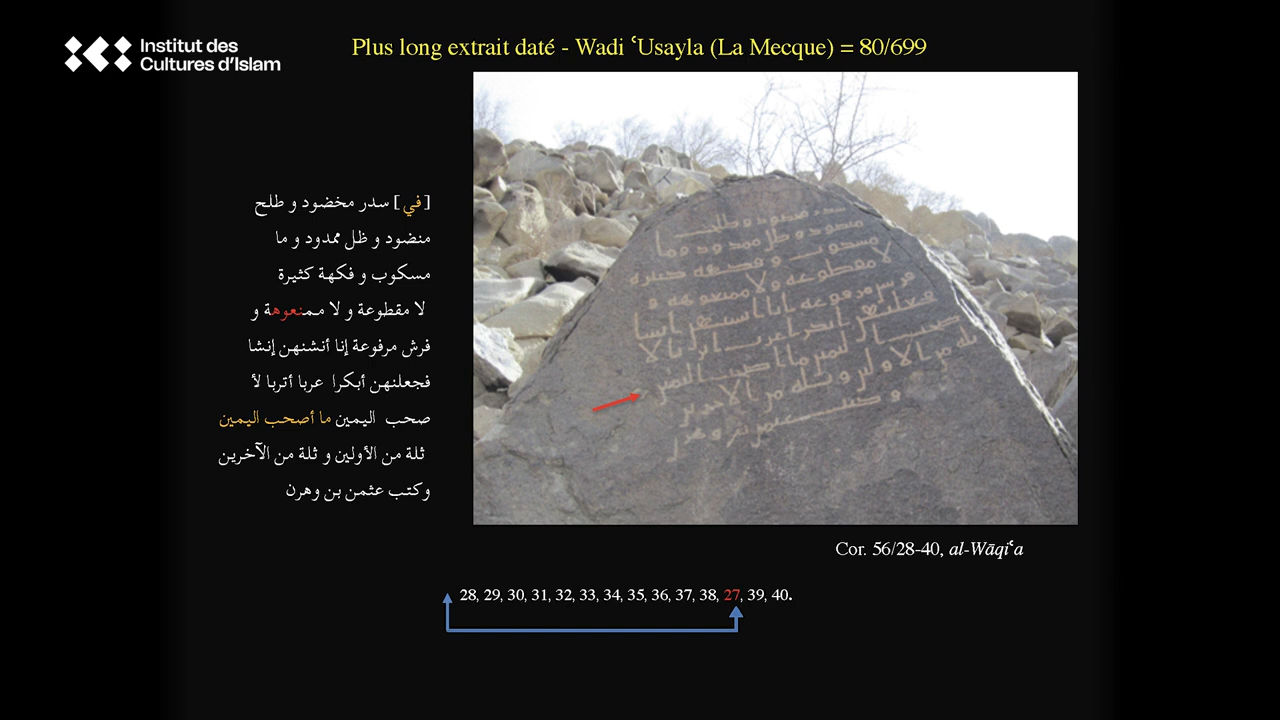 Institut des
Cultures d'Islam
Plus long extrait daté - Wadi ʿUsayla (La Mecque) = 80/699
[في] سدر مخضود و طلح
منضود و ظل ممدود و ما
مسكوب و فكهة كثيرة
لا مقطوعة و لا ممنعوهة و
فرش مرفوعة إنا أنشنهن إنشا
فجعلنهن أبكرا عربا أتربا لأ
صحب اليمين ما أصحب اليمين
ثلة من الأولين و ثلة من الآخرين
وكتب عثمن بن وهرن
Cor. 56/28-40, al-Wāqiʿa
28, 29, 30, 31, 32, 33, 34, 35, 36, 37, 38, 27, 39, 40.